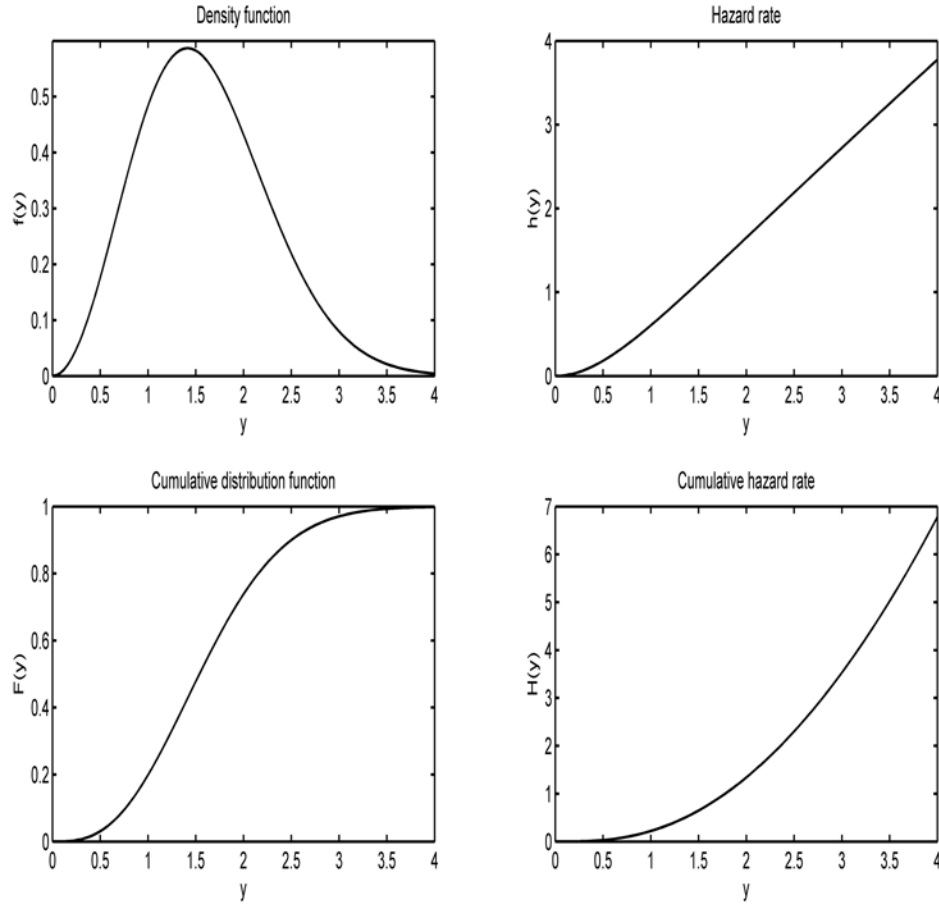 Density function
0.5
0.4
0.3
0.2
0.1
0
f(y)
0 0.5 1 1.5 2 2.5 3 3.5 4
y
Hazard rate
4
3
2
1
0
h(y)
0 0.5 1 1.5 2 2.5 3 3.5 4
y
Cumulative distribution function
1
0.8
0.6
0.4
0.2
0
F(y)
0 0.5 1 1.5 2 2.5 3 3.5 4
y
Cumulative hazard rate
7
6
5
4
3
2
1
0
H(y)
0 0.5 1 1.5 2 2.5 3 3.5 4
y